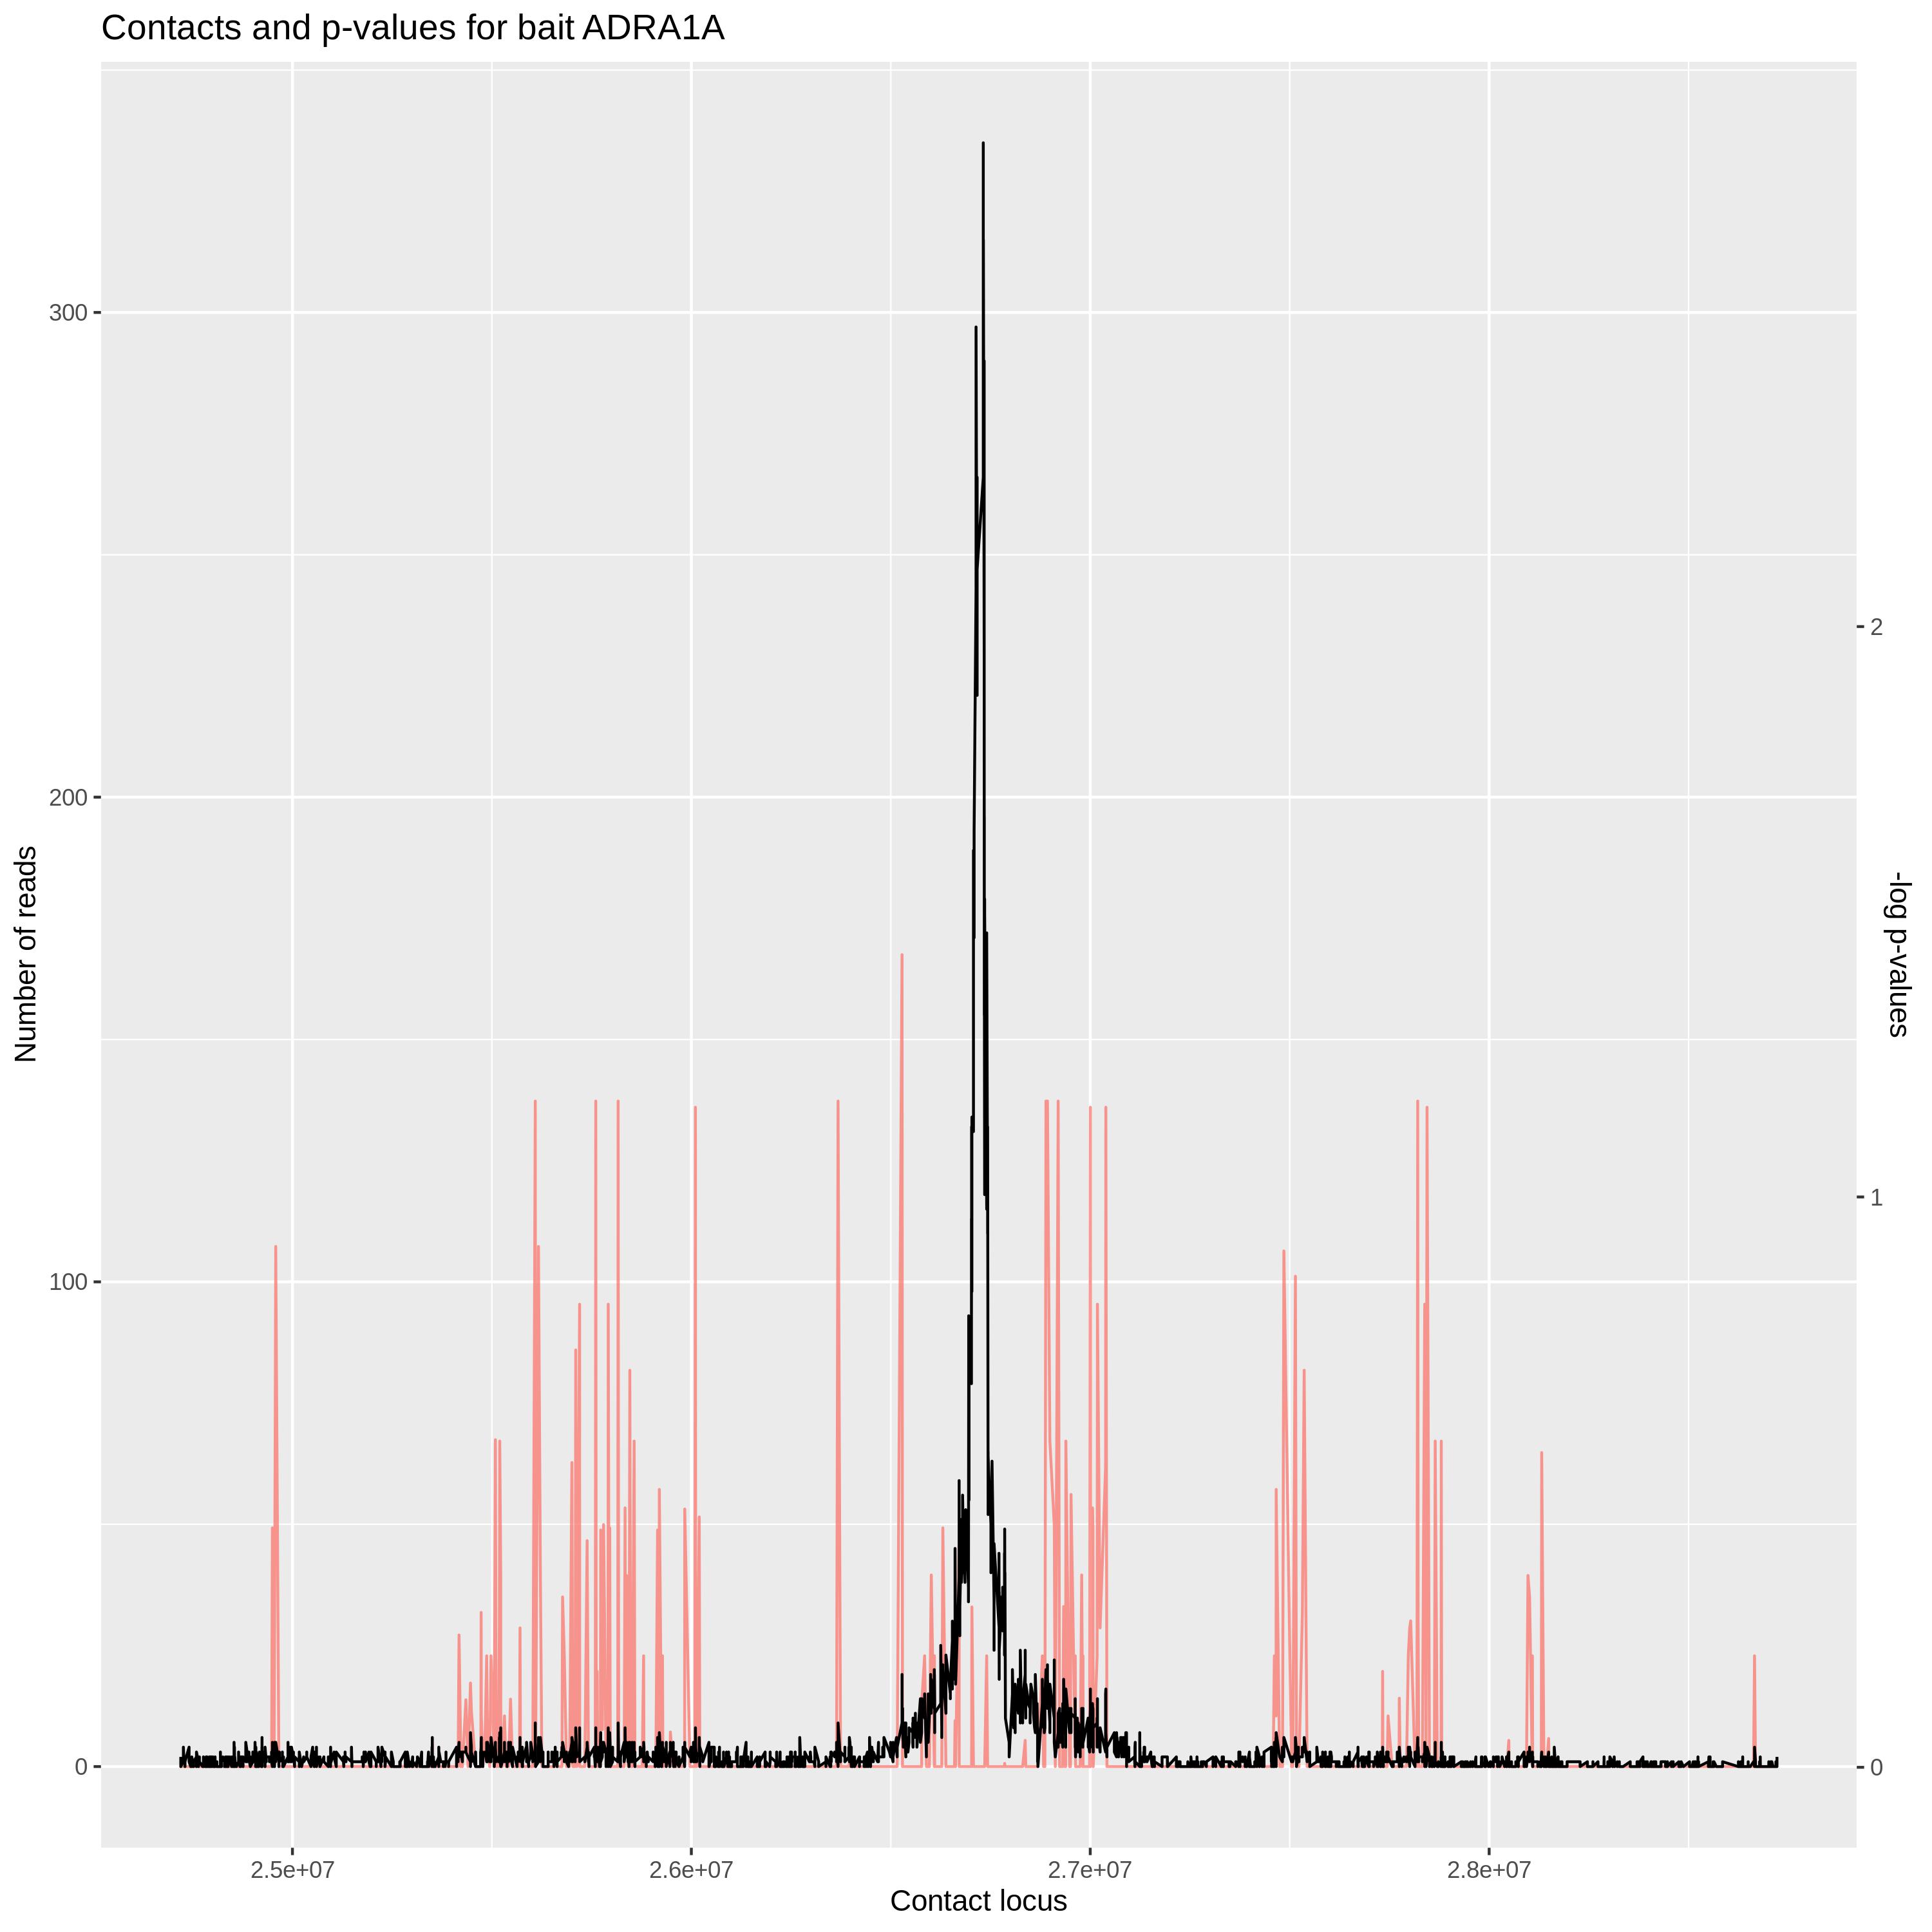 Contacts and p-values for bait ADRA1A
300
200
100
0
Number of reads
2
1
0
-log p-values
2.5e+07
2.6e+07
2.7e+07
2.8e+07
Contact locus